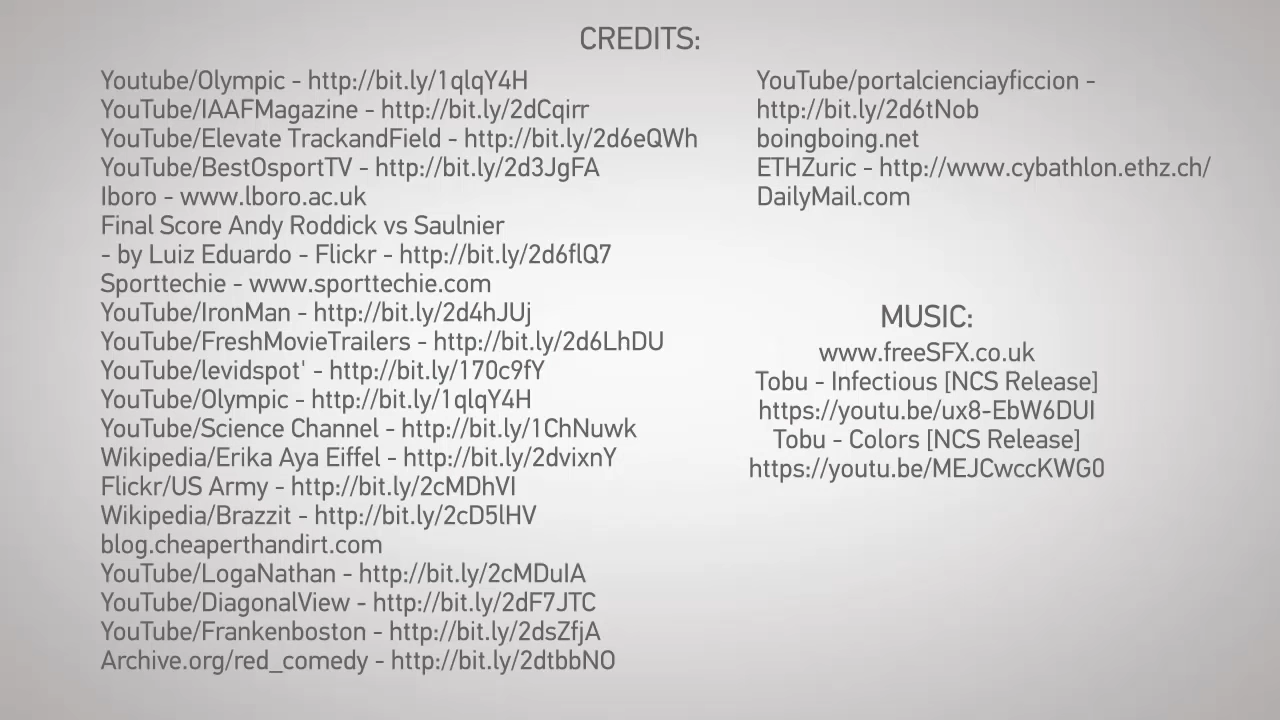 CREDITS:
Youtube/Olympic - http://bit.ly/1qlqY4H
YouTube/IAAFMagazine - http://bit.ly/2dCqirr
YouTube/Elevate TrackandField - http://bit.ly/2d6eQWh
YouTube/BestOsportTV - http://bit.ly/2d3JgFA
lboro - www.lboro.ac.uk
Final Score Andy Roddick vs Saulnier
- by Luiz Eduardo - Flickr - http://bit.ly/2d6flQ7
Sporttechie - www.sporttechie.com
YouTube/IronMan - http://bit.ly/2d4hJUj
YouTube/FreshMovieTrailers - http://bit.ly/2d6LhDU
YouTube/levidspot' - http://bit.ly/170c9fY
YouTube/Olympic - http://bit.ly/1qlqY4H
YouTube/Science Channel - http://bit.ly/1ChNuwk
Wikipedia/Erika Aya Eiffel - http://bit.ly/2dvixnY
Flickr/US Army - http://bit.ly/2cMDhVI
Wikipedia/Brazzit - http://bit.ly/2cD5lHV
blog.cheaperthandirt.com
YouTube/LogaNathan - http://bit.ly/2cMDuIA
YouTube/DiagonalView - http://bit.ly/2dF7JTC
YouTube/Frankenboston - http://bit.ly/2dsZfjA
Archive.org/red_comedy - http://bit.ly/2dtbbNO
YouTube/portalcienciayficcion -
http://bit.ly/2d6tNob
boingboing.net
ETHZuric - http://www.cybathlon.ethz.ch/
DailyMail.com
MUSIC:
www.freeSFX.co.uk
Tobu - Infectious [NCS Release]
https://youtu.be/ux8-EbW6DUI
Tobu - Colors [NCS Release]
https://youtu.be/MEJCwccKWG0